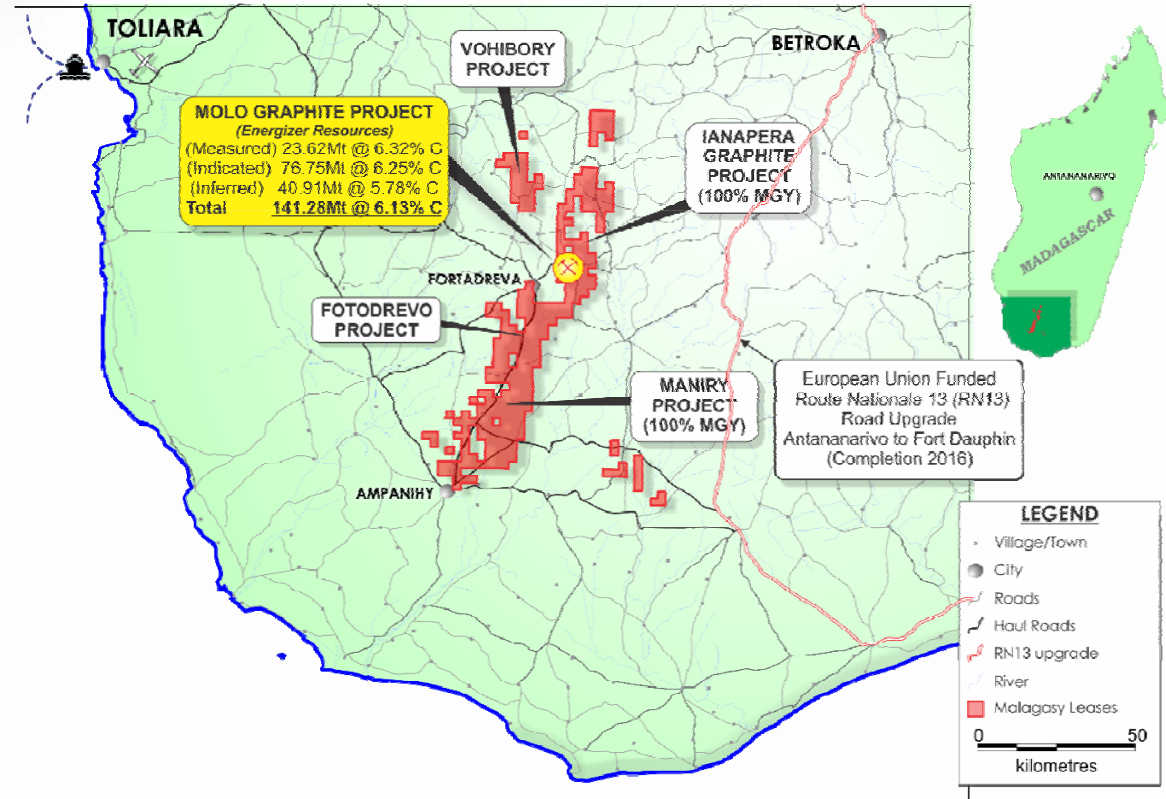 TOLIARA
BETROKA
VOHIBORY
PROJECT
MOLO GRAPHITE PROJECT
(Energizer Resources)
(Measured) 23.62Mt @ 6.32% C
(Indicated) 76.75Mt @ 6.25% C
(Inferred) 40.91Mt @ 5.78% C
Total 141.28Mt @ 6.13% C
IANAPERA
GRAPHITE
PROJECT
(100% MGY)
ANTANANARIVO
MADAGASCAR
FORTADREVA
FOTODREVO
PROJECT
MANIRY
PROJECT
(100% MGY)
European Union Funded
Route Nationale 13 (RN13)
Road Upgrade
Antananarivo to Fort Dauphin
(Completion 2016)
AMPANIHY
LEGEND
Village/Town
City
Roads
Haul Roads
RN13 upgrade
River
Malagasy Leases
0 50
kilometres